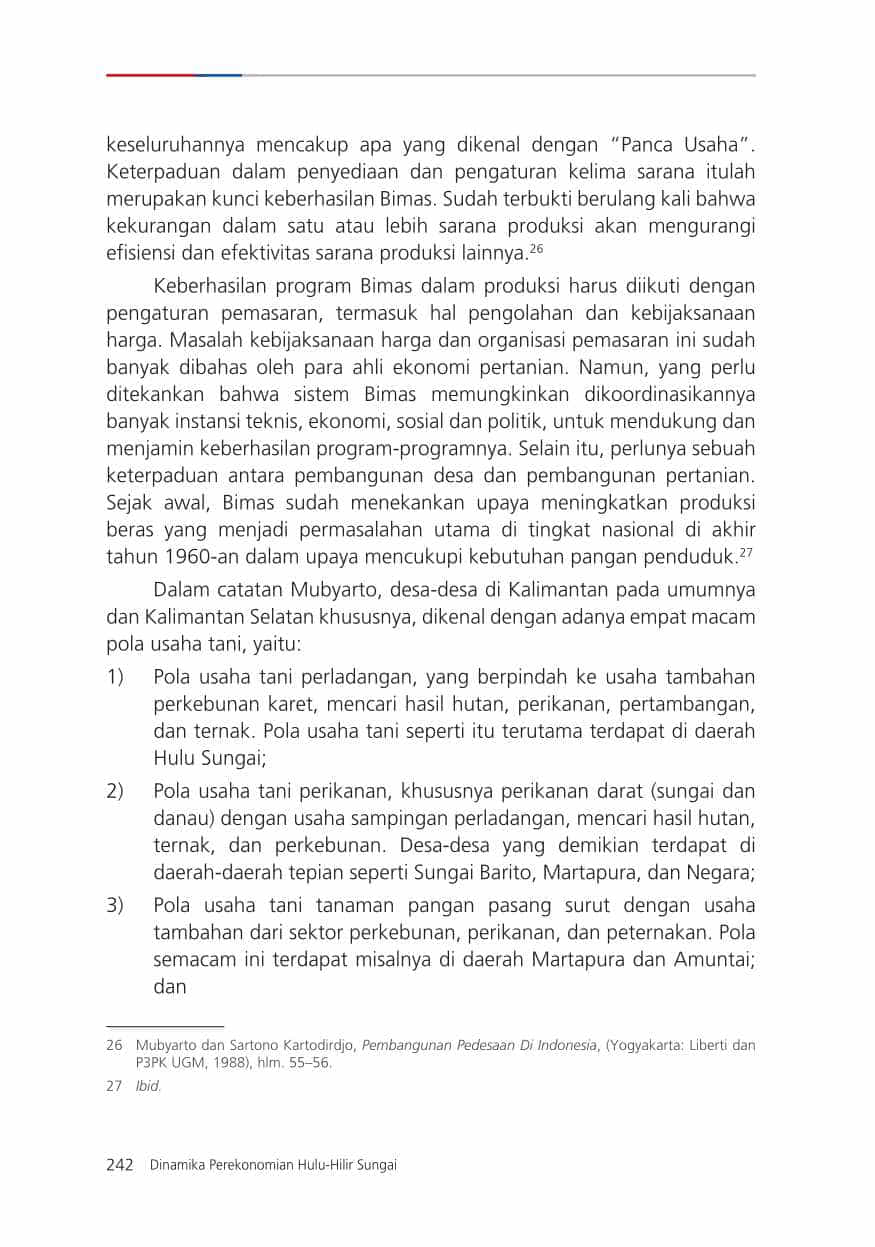 keseluruhannya mencakup apa yang dikenal dengan “Panca Usaha”.
Keterpaduan dalam penyediaan dan pengaturan kelima sarana itulah
merupakan kunci keberhasilan Bimas. Sudah terbukti berulang kali bahwa
kekurangan dalam satu atau lebih sarana produksi akan mengurangi
efisiensi dan efektivitas sarana produksi lainnya.26
Keberhasilan program Bimas dalam produksi harus diikuti dengan
pengaturan pemasaran, termasuk hal pengolahan dan kebijaksanaan
harga. Masalah kebijaksanaan harga dan organisasi pemasaran ini sudah
banyak dibahas oleh para ahli ekonomi pertanian. Namun, yang perlu
ditekankan bahwa sistem Bimas memungkinkan dikoordinasikannya
banyak instansi teknis, ekonomi, sosial dan politik, untuk mendukung dan
menjamin keberhasilan program-programnya. Selain itu, perlunya sebuah
keterpaduan antara pembangunan desa dan pembangunan pertanian.
Sejak awal, Bimas sudah menekankan upaya meningkatkan produksi
beras yang menjadi permasalahan utama di tingkat nasional di akhir
tahun 1960-an dalam upaya mencukupi kebutuhan pangan penduduk.27
Dalam catatan Mubyarto, desa-desa di Kalimantan pada umumnya
dan Kalimantan Selatan khususnya, dikenal dengan adanya empat macam
pola usaha tani, yaitu:
1) Pola usaha tani perladangan, yang berpindah ke usaha tambahan
perkebunan karet, mencari hasil hutan, perikanan, pertambangan,
dan ternak. Pola usaha tani seperti itu terutama terdapat di daerah
Hulu Sungai;
2) Pola usaha tani perikanan, khususnya perikanan darat (sungai dan
danau) dengan usaha sampingan perladangan, mencari hasil hutan,
ternak, dan perkebunan. Desa-desa yang demikian terdapat di
daerah-daerah tepian seperti Sungai Barito, Martapura, dan Negara;
3) Pola usaha tani tanaman pangan pasang surut dengan usaha
tambahan dari sektor perkebunan, perikanan, dan peternakan. Pola
semacam ini terdapat misalnya di daerah Martapura dan Amuntai;
dan
26 Mubyarto dan Sartono Kartodirdjo, Pembangunan Pedesaan Di Indonesia, (Yogyakarta: Liberti dan
P3PK UGM, 1988), hlm. 55–56.
27 Ibid.
242 Dinamika Perekonomian Hulu-Hilir Sungai